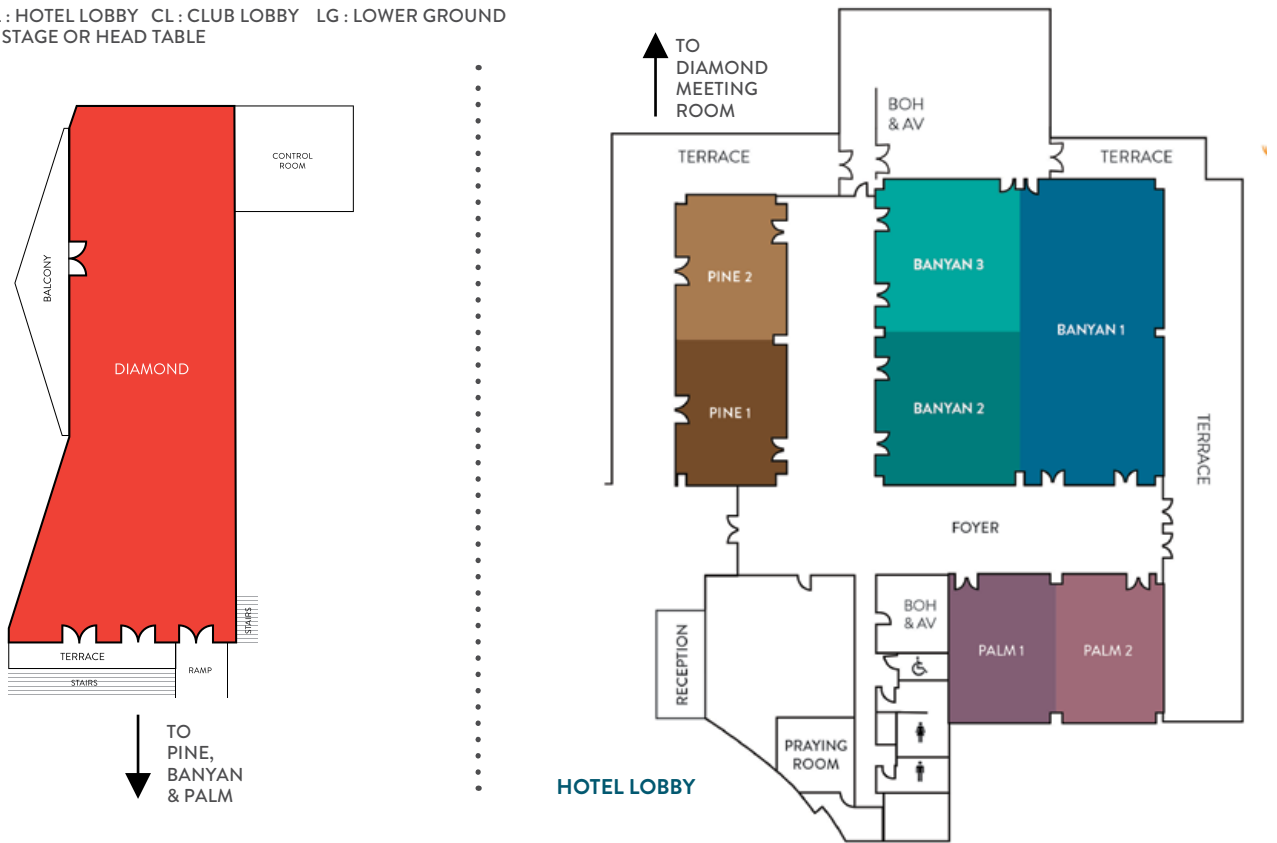 : HOTEL LOBBY CL : CLUB LOBBY LG : LOWER GROUND
STAGE OR HEAD TABLE
CONTROL
ROOM
BALCONY
DIAMOND
STAIRS
TERRACE
RAMP
STAIRS
TO
PINE,
BANYAN
& PALM
TO
DIAMOND
MEETING
ROOM
BOH
& AV
TERRACE
TERRACE
PINE 2
BANYAN 3
BANYAN 1
PINE 1
BANYAN 2
TERRACE
FOYER
BOH
& AV
RECEPTION
PALM 1
PALM 2
PRAYING
ROOM
HOTEL LOBBY